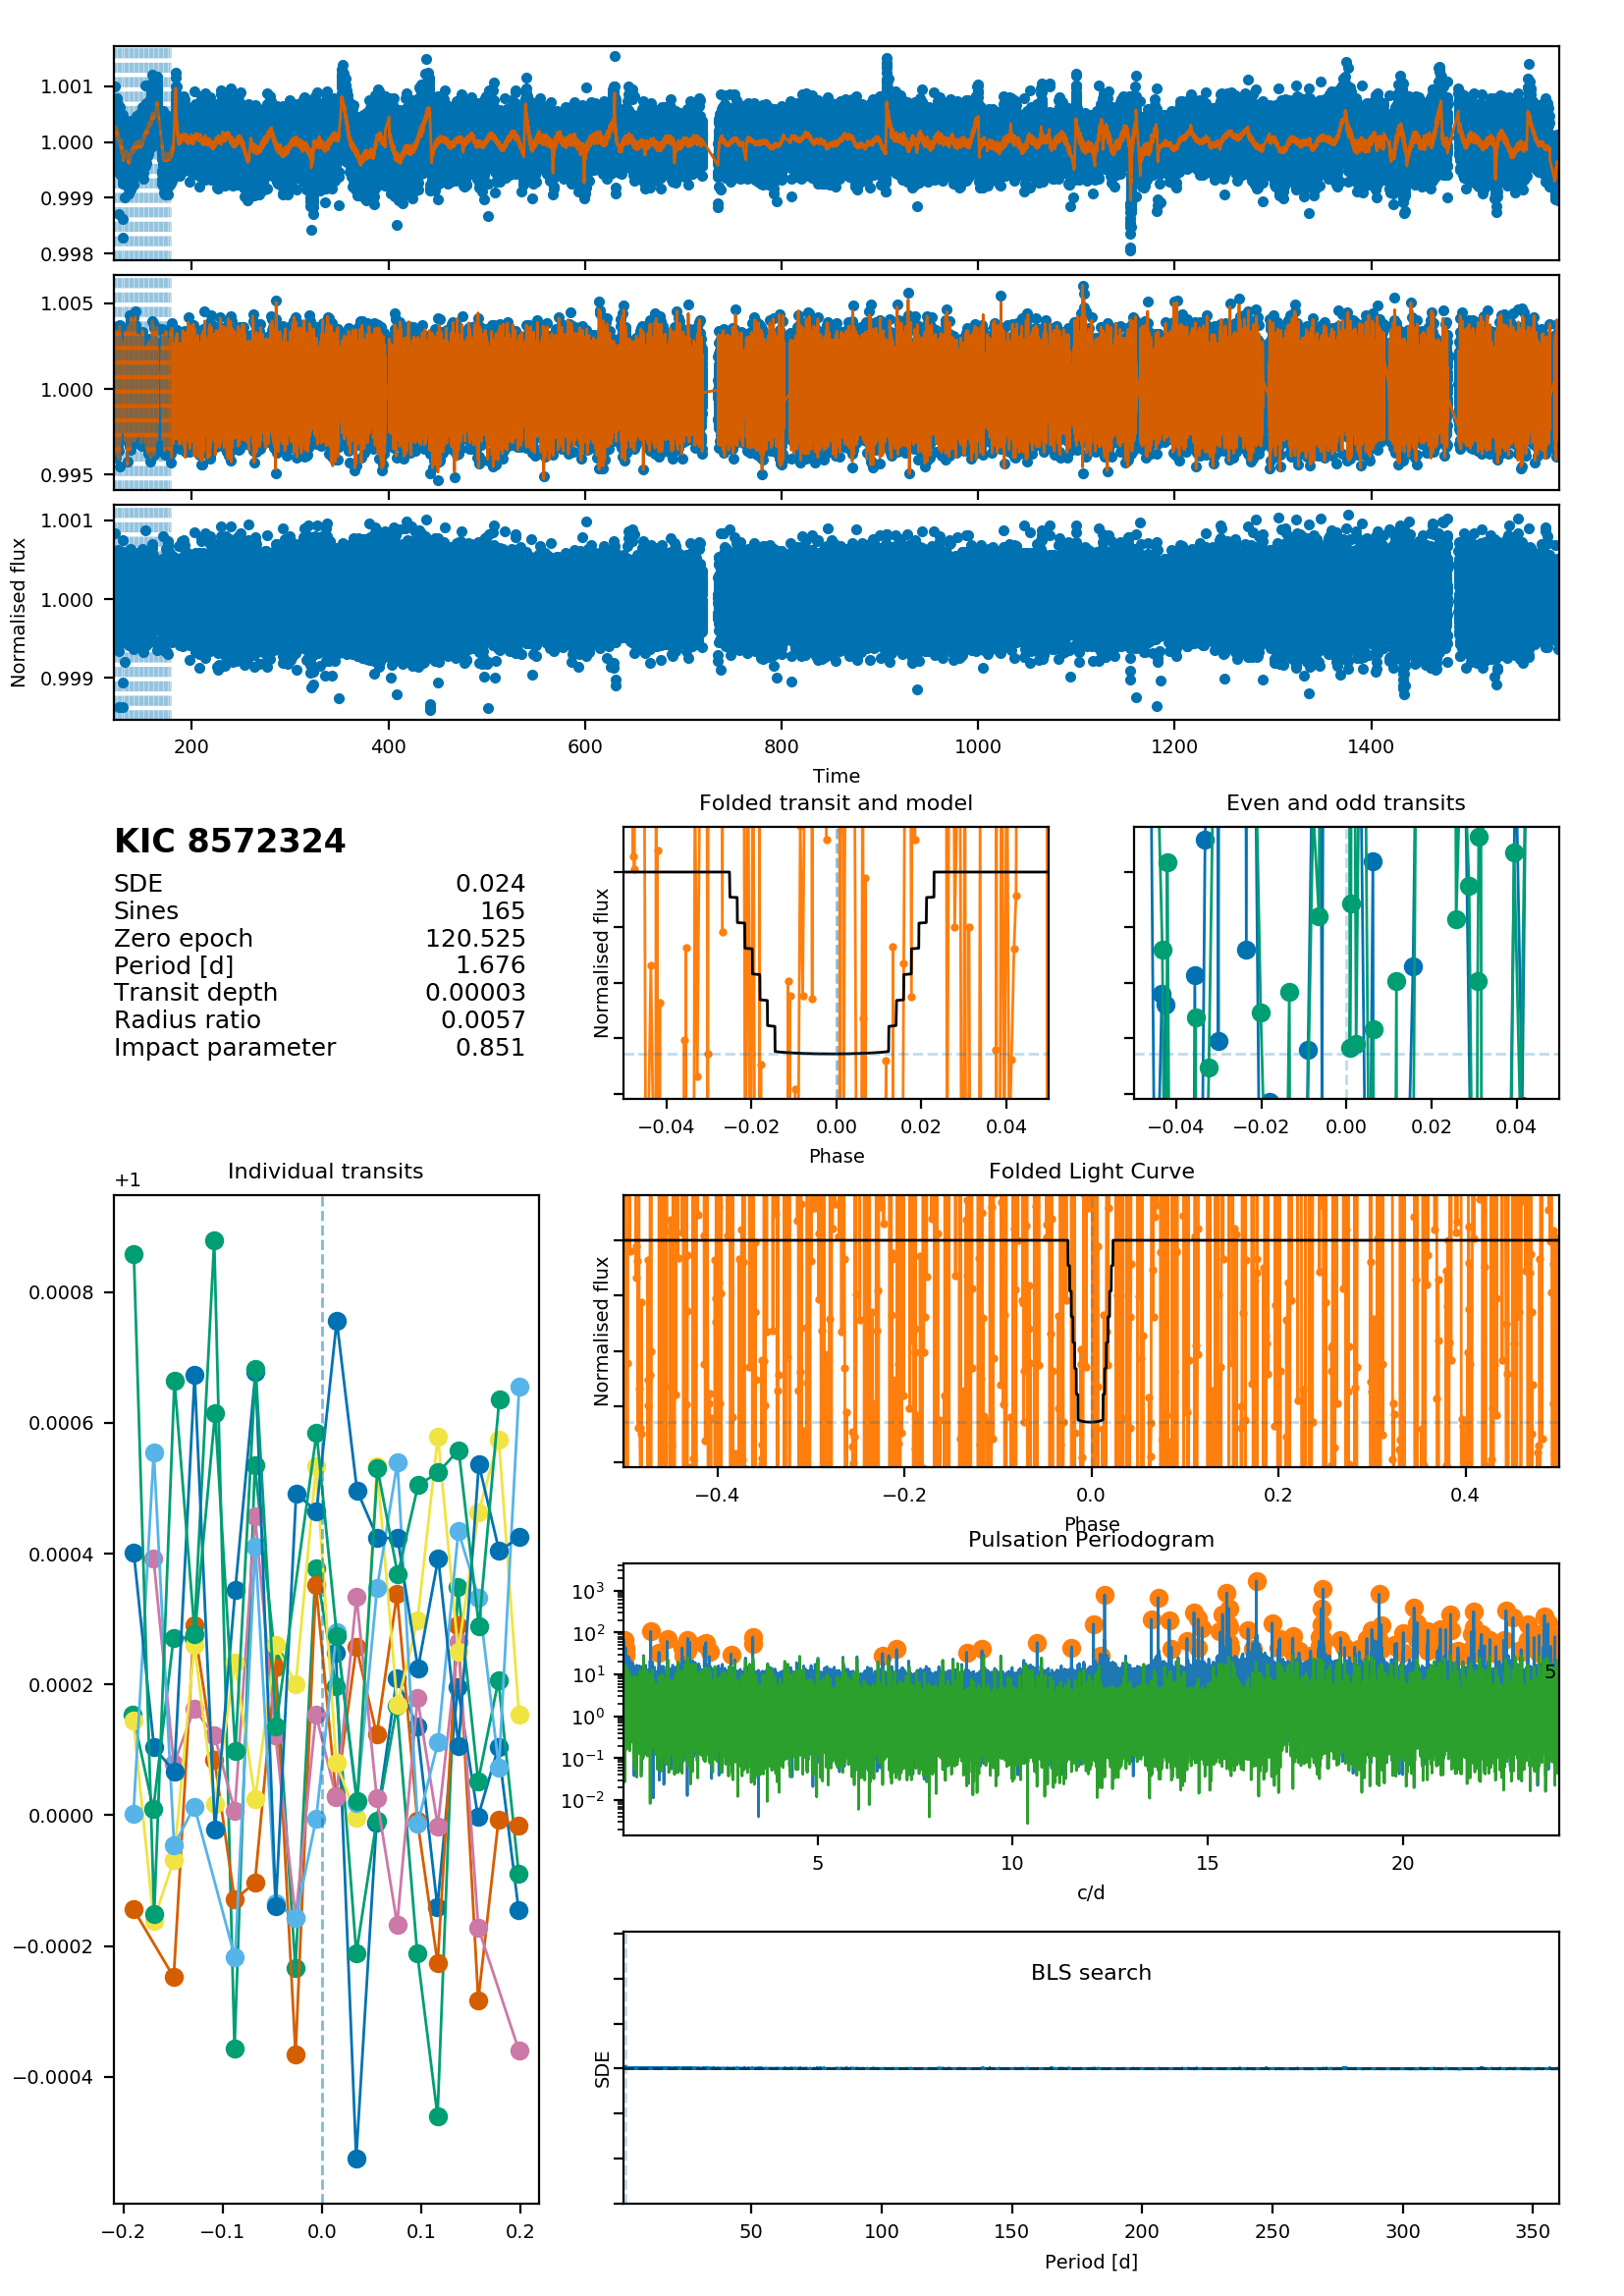 1.001
1.000
0.999
0.998
1.005
1.000
0.995
1.001
1.000
0.999
Normalised flux
200 400 600 800 1000 1200 1400
Time
KIC 8572324
SDE 0.024
Sines 165
Zero epoch 120.525
Period [d] 1.676
Transit depth 0.00003
Radius ratio 0.0057
Impact parameter 0.851
Folded transit and model
Normalised flux
−0.04 −0.02 0.00 0.02 0.04
Phase
Even and odd transits
−0.04 −0.02 0.00 0.02 0.04
Individual transits
+1
0.0008
0.0006
0.0004
0.0002
0.0000
−0.0002
−0.0004
−0.2 −0.1 0.0 0.1 0.2
Folded Light Curve
Normalised flux
−0.4 −0.2 0.0 0.2 0.4
Phase
Pulsation Periodogram
10³
10²
10¹
10⁰
10⁻¹
10⁻²
5
5 10 15 20
c/d
BLS search
SDE
50 100 150 200 250 300 350
Period [d]